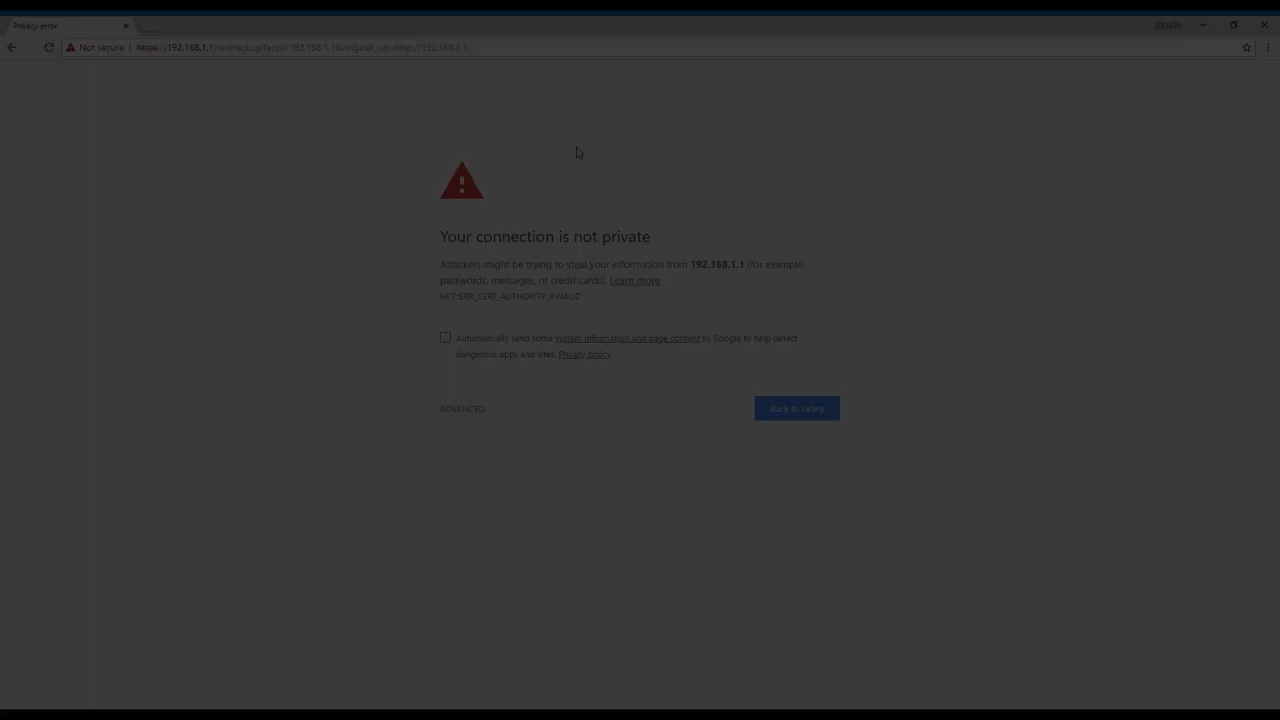 Privacy error
Not secure | https://192.168.1.1/redirect.cgi?arip=192.168.1.1&original_url=http://192.168.1.1/
Your connection is not private
Attackers might be trying to steal your information from 192.168.1.1 (for example,
passwords, messages, or credit cards). Learn more
NET::ERR_CERT_AUTHORITY_INVALID
Automatically send some system information and page content to Google to help detect
dangerous apps and sites. Privacy policy
ADVANCED
Back to safety